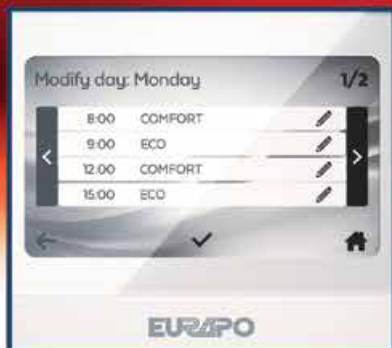 Modify day: Monday 1/2
8:00 COMFORT
9:00 ECO
12.00 COMFORT
15:00 ECO
EURAPO